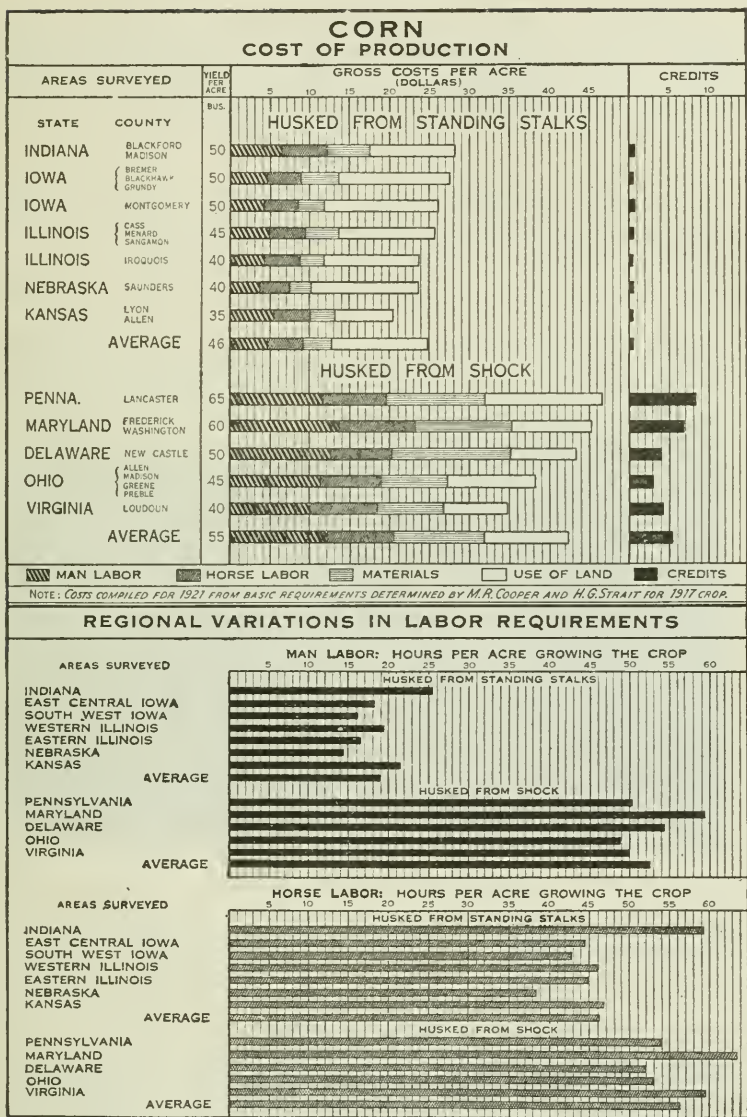 CORN
COST OF PRODUCTION
AREAS SURVEYED
YIELD PER ACRE
GROSS COSTS PER ACRE
(DOLLARS)
CREDITS
5 10 15 20 25 30 35 40 45
5 10
BUS.
STATE COUNTY
HUSKED FROM STANDING STALKS
INDIANA BLACKFORD MADISON 50
IOWA BREMER BLACKHAWK GRUNDY 50
IOWA MONTGOMERY 50
ILLINOIS CASS MENARD SANGAMON 45
ILLINOIS IROQUOIS 40
NEBRASKA SAUNDERS 40
KANSAS LYON ALLEN 35
AVERAGE 46
HUSKED FROM SHOCK
PENNA. LANCASTER 65
MARYLAND FREDERICK WASHINGTON 60
DELAWARE NEW CASTLE 50
OHIO ALLEN MADISON GREENE PREBLE 45
VIRGINIA LOUDOUN 40
AVERAGE 55
MAN LABOR HORSE LABOR MATERIALS USE OF LAND CREDITS
NOTE: COSTS COMPILED FOR 1921 FROM BASIC REQUIREMENTS DETERMINED BY M.R. COOPER AND H.G. STRAIT FOR 1917 CROP.
REGIONAL VARIATIONS IN LABOR REQUIREMENTS
MAN LABOR: HOURS PER ACRE GROWING THE CROP
AREAS SURVEYED
5 10 15 20 25 30 35 40 45 50 55 60
HUSKED FROM STANDING STALKS
INDIANA
EAST CENTRAL IOWA
SOUTH WEST IOWA
WESTERN ILLINOIS
EASTERN ILLINOIS
NEBRASKA
KANSAS
AVERAGE
HUSKED FROM SHOCK
PENNSYLVANIA
MARYLAND
DELAWARE
OHIO
VIRGINIA
AVERAGE
HORSE LABOR: HOURS PER ACRE GROWING THE CROP
AREAS SURVEYED
5 10 15 20 25 30 35 40 45 50 55 60
HUSKED FROM STANDING STALKS
INDIANA
EAST CENTRAL IOWA
SOUTH WEST IOWA
WESTERN ILLINOIS
EASTERN ILLINOIS
NEBRASKA
KANSAS
AVERAGE
HUSKED FROM SHOCK
PENNSYLVANIA
MARYLAND
DELAWARE
OHIO
VIRGINIA
AVERAGE